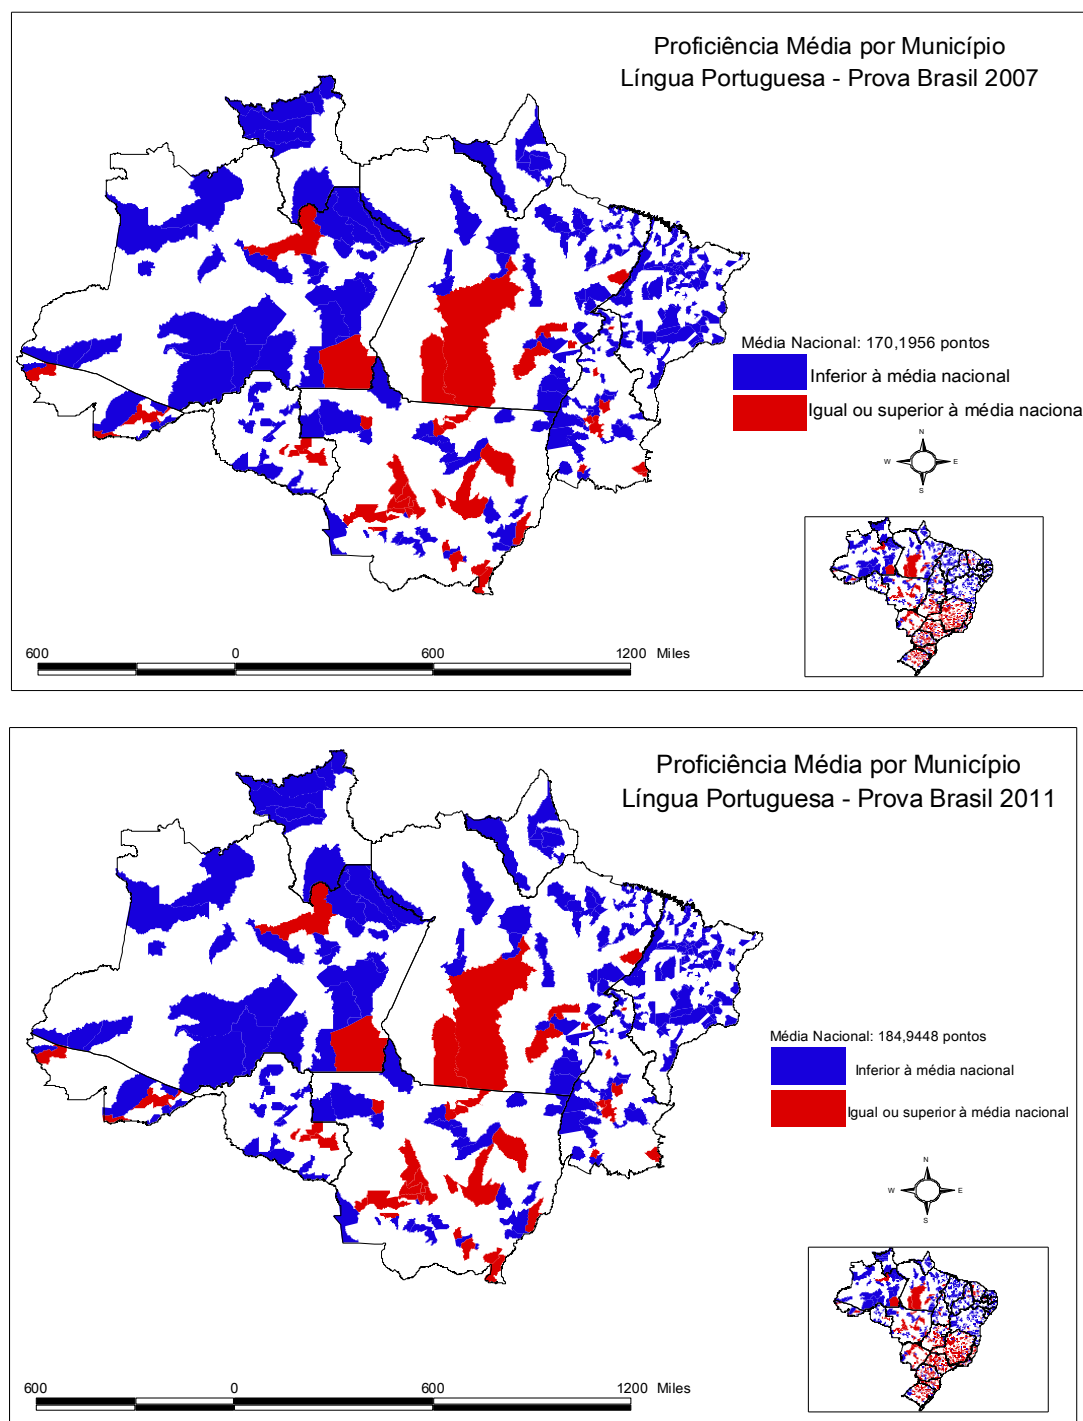 Proficiência Média por Município
Língua Portuguesa - Prova Brasil 2007
Média Nacional: 170,1956 pontos
Inferior à média nacional
Igual ou superior à média naciona
N
W E
S
600 0 600 1200 Miles
Proficiência Média por Município
Língua Portuguesa - Prova Brasil 2011
Média Nacional: 184,9448 pontos
Inferior à média nacional
Igual ou superior à média nacional
N
W E
S
600 0 600 1200 Miles